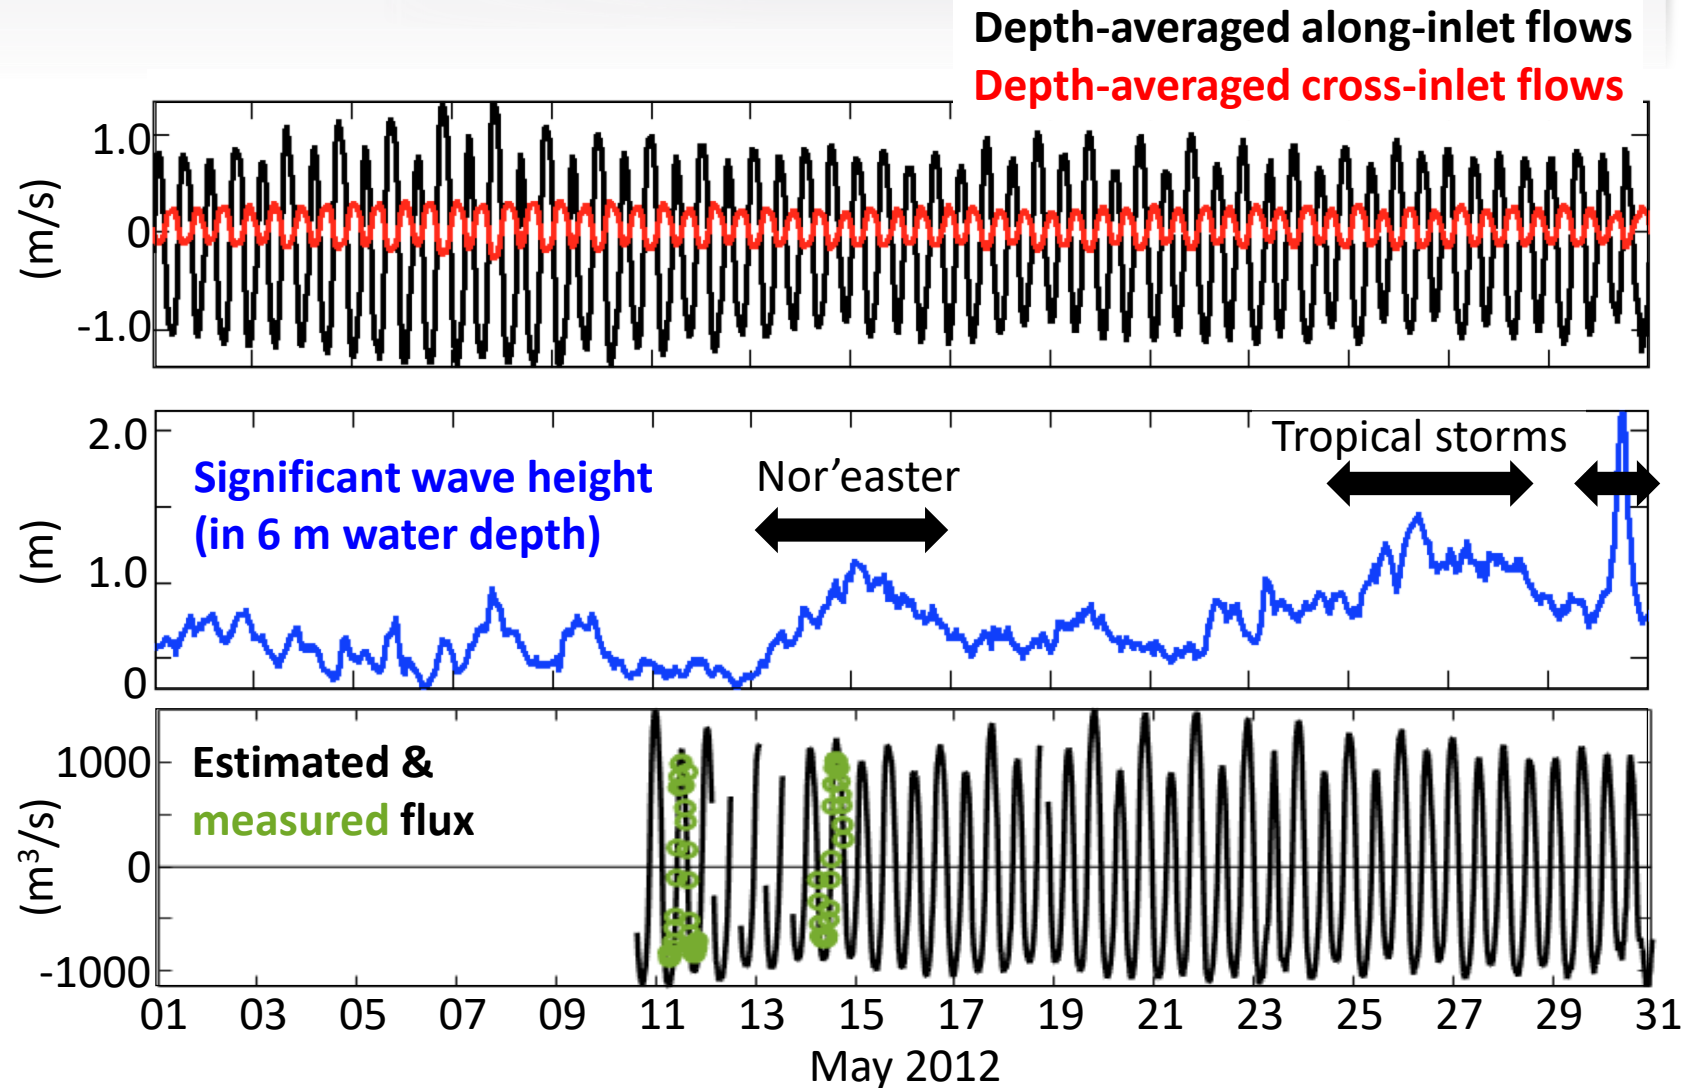 Depth-averaged along-inlet flows
Depth-averaged cross-inlet flows
1.0
0
-1.0
(m/s)
2.0
1.0
0
(m)
Significant wave height
(in 6 m water depth)
Nor’easter
Tropical storms
1000
0
-1000
(m³/s)
Estimated &
measured flux
01 03 05 07 09 11 13 15 17 19 21 23 25 27 29 31
May 2012